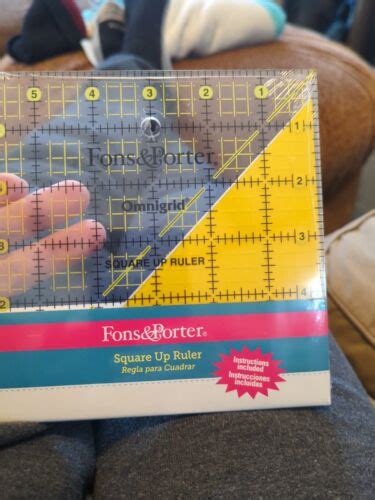 5 4 3 2 1
1
Fons&Porter®
2
Omnigrid®
3
SQUARE UP RULER
2 4
Fons&Porter®
Square Up Ruler
Regla para Cuadrar
Instructions
included
Instrucciones
incluidas